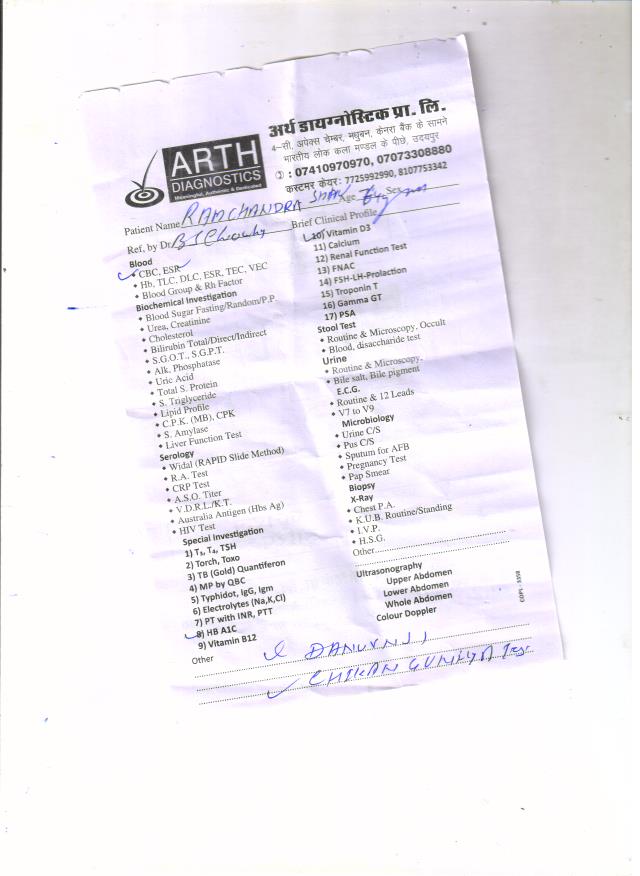 अर्थ डायग्नोस्टिक प्रा. लि.
4-सी, अपेक्स चेम्बर, मधुबन, केनरा बैंक के सामने
भारतीय लोक कला मण्डल के पीछे, उदयपुर
: 07410970970, 07073308880
कस्टमर केयर: 7725992990, 8107753342
ARTH
DIAGNOSTICS
Meaningful, Authentic & Dedicated
Patient Name RAMCHANDRA Age Sex
Ref. by Dr. Brief Clinical Profile
Blood
CBC, ESR
Hb, TLC, DLC, ESR, TEC, VEC
Blood Group & Rh Factor
Biochemical Investigation
Blood Sugar Fasting/Random/P.P.
Urea, Creatinine
Cholesterol
Bilirubin Total/Direct/Indirect
S.G.O.T., S.G.P.T.
Alk. Phosphatase
Uric Acid
Total S. Protein
S. Triglyceride
Lipid Profile
C.P.K. (MB), CPK
S. Amylase
Liver Function Test
Serology
Widal (RAPID Slide Method)
R.A. Test
CRP Test
A.S.O. Titer
V.D.R.L./K.T.
Australia Antigen (Hbs Ag)
HIV Test
Special Investigation
1) T₃, T₄, TSH
2) Torch, Toxo
3) TB (Gold) Quantiferon
4) MP by QBC
5) Typhidot, IgG, Igm
6) Electrolytes (Na,K,Cl)
7) PT with INR, PTT
8) HB A1C
9) Vitamin B12
10) Vitamin D3
11) Calcium
12) Renal Function Test
13) FNAC
14) FSH-LH-Prolaction
15) Troponin T
16) Gamma GT
17) PSA
Stool Test
Routine & Microscopy, Occult
Blood, disaccharide test
Urine
Routine & Microscopy,
Bile salt, Bile pigment
E.C.G.
Routine & 12 Leads
V7 to V9
Microbiology
Urine C/S
Pus C/S
Sputum for AFB
Pregnancy Test
Pap Smear
Biopsy
X-Ray
Chest P.A.
K.U.B. Routine/Standing
I.V.P.
H.S.G.
Other
Ultrasonography
Upper Abdomen
Lower Abdomen
Whole Abdomen
Colour Doppler
CDPL - 5558
Other
CHIKAN GUNIYA